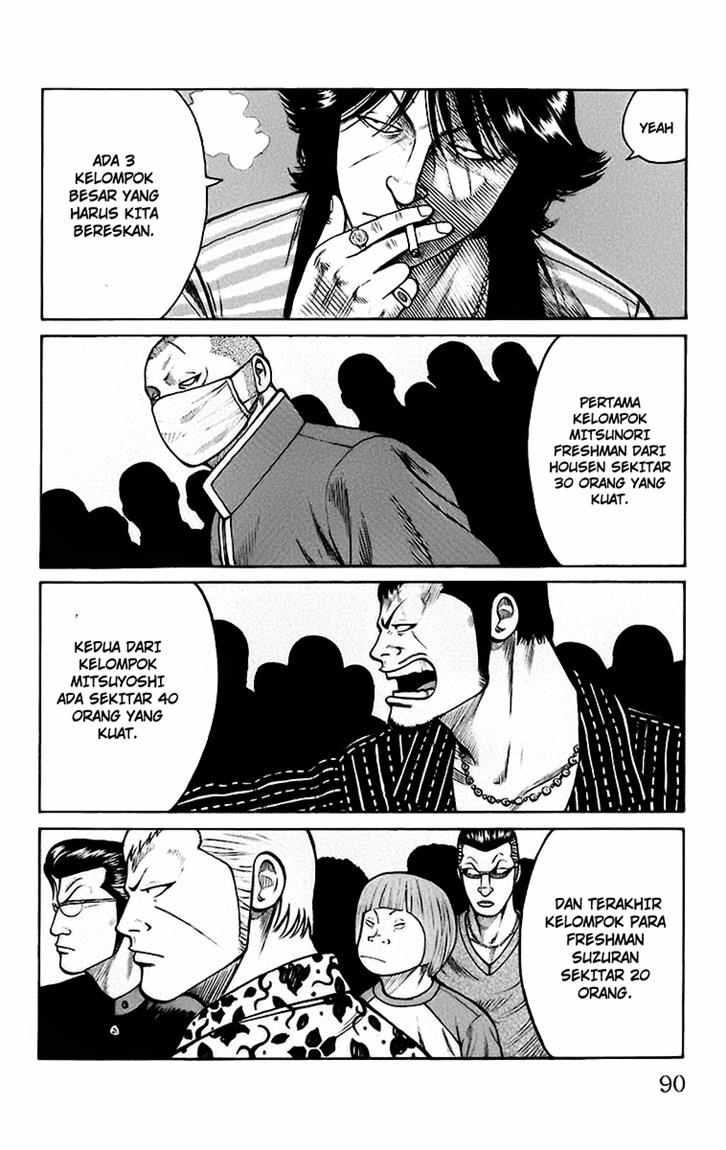 YEAH
ADA 3
KELOMPOK
BESAR YANG
HARUS KITA
BERESKAN.
PERTAMA
KELOMPOK
MITSUNORI
FRESHMAN DARI
HOUSEN SEKITAR
30 ORANG YANG
KUAT.
KEDUA DARI
KELOMPOK
MITSUYOSHI
ADA SEKITAR 40
ORANG YANG
KUAT.
DAN TERAKHIR
KELOMPOK PARA
FRESHMAN
SUZURAN
SEKITAR 20
ORANG.
90